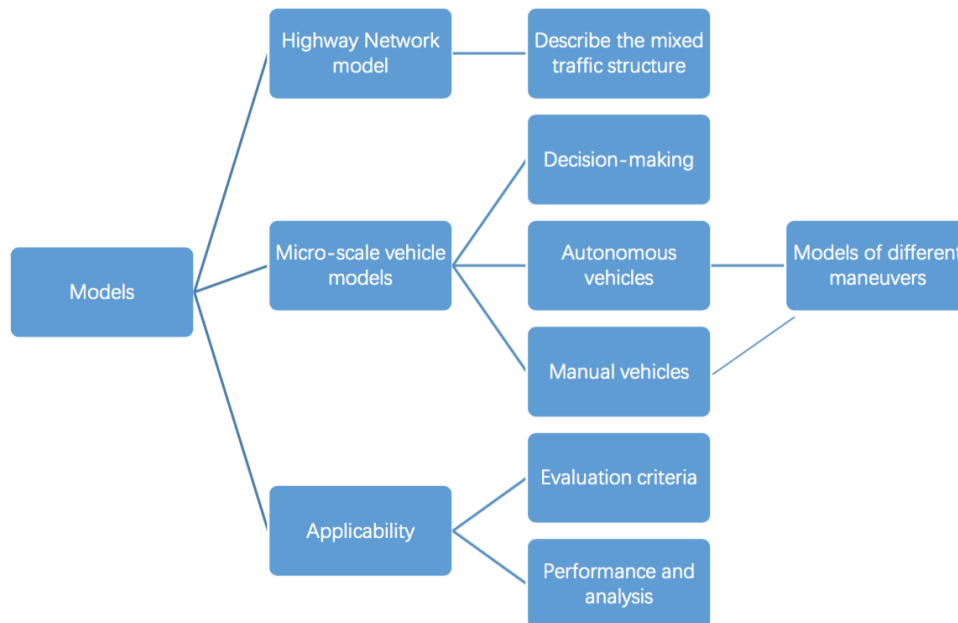 Highway Network
model
Describe the mixed
traffic structure
Decision-making
Models
Micro-scale vehicle
models
Autonomous
vehicles
Models of different
maneuvers
Manual vehicles
Applicability
Evaluation criteria
Performance and
analysis